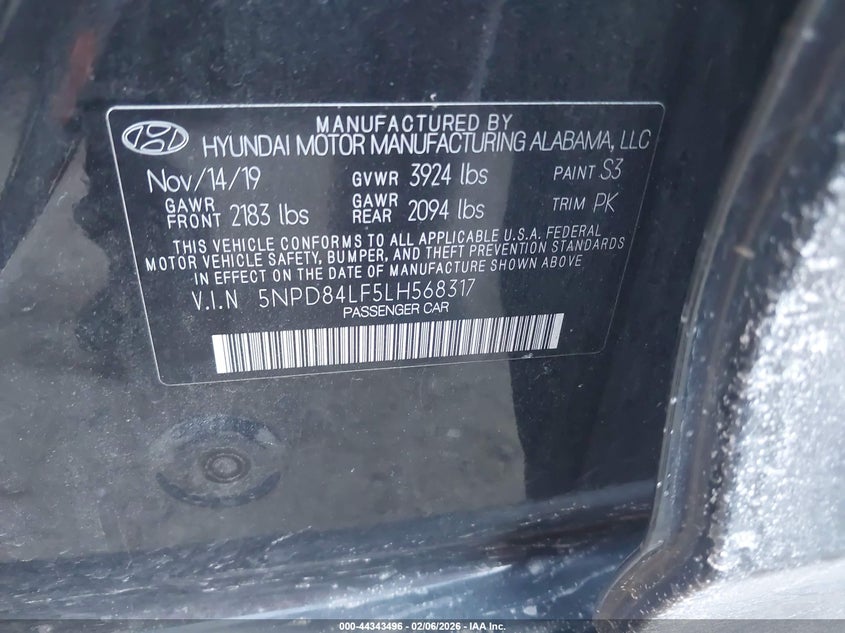 MANUFACTURED BY
HYUNDAI MOTOR MANUFACTURING ALABAMA, LLC
Nov/14/19 GVWR 3924 lbs PAINT S3
GAWR FRONT 2183 lbs GAWR REAR 2094 lbs TRIM PK
THIS VEHICLE CONFORMS TO ALL APPLICABLE U.S.A. FEDERAL
MOTOR VEHICLE SAFETY, BUMPER, AND THEFT PREVENTION STANDARDS
IN EFFECT ON THE DATE OF MANUFACTURE SHOWN ABOVE.
V.I.N 5NPD84LF5LH568317
PASSENGER CAR
000-44343496 - 02/06/2026 - IAA Inc.